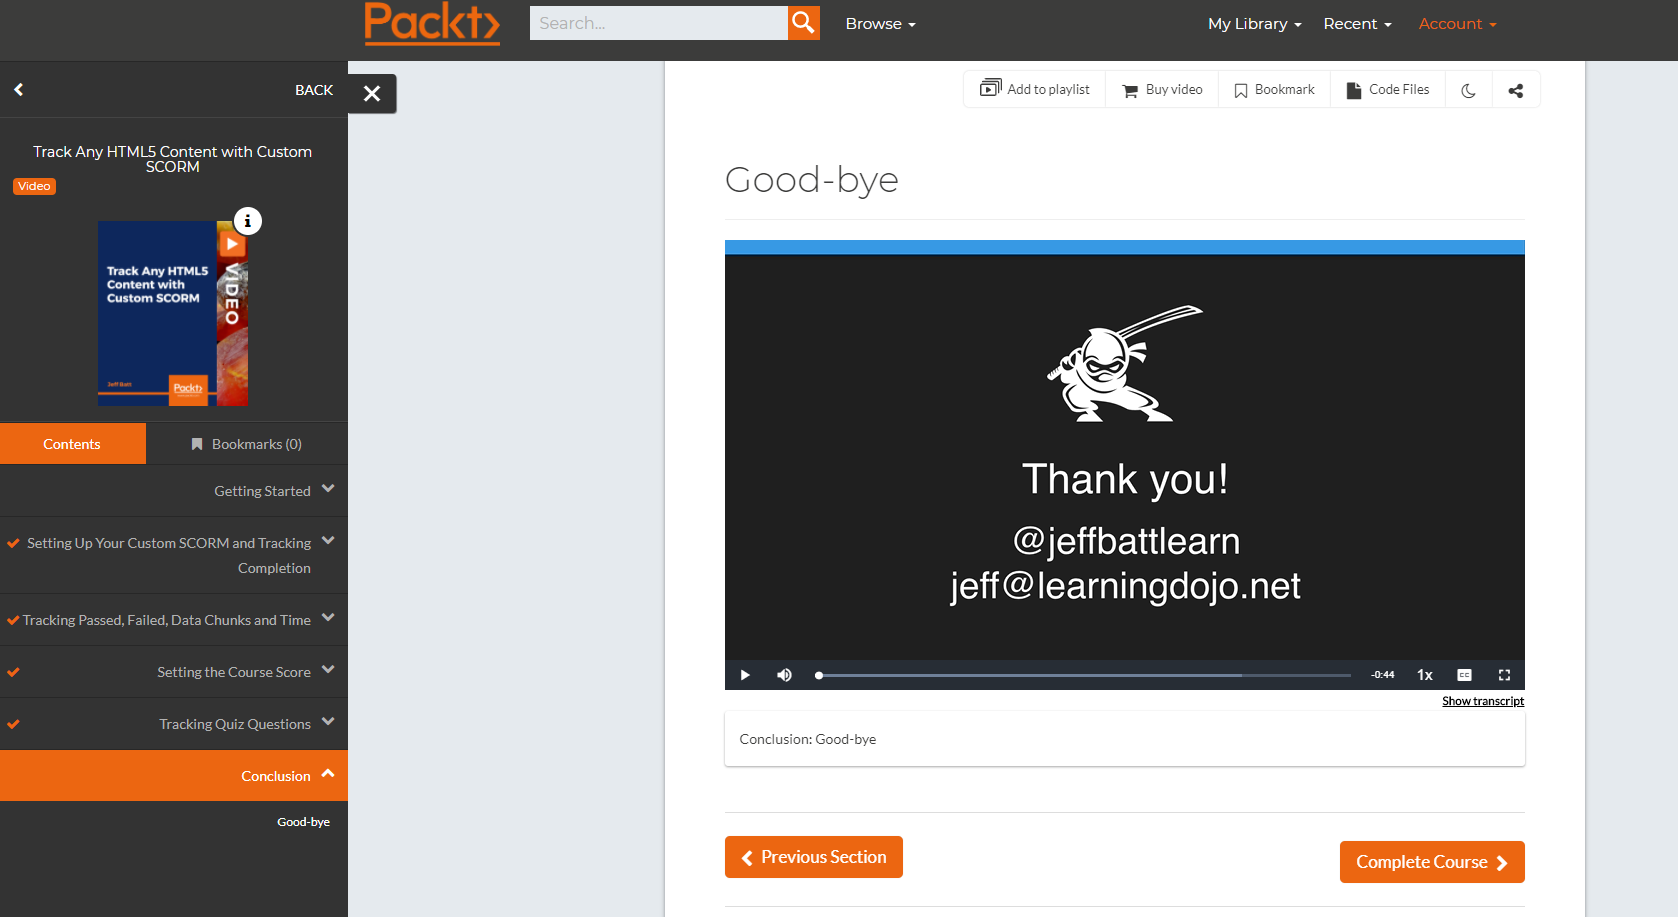 Packt
Search...
Browse
My Library
Recent
Account
BACK
Track Any HTML5 Content with Custom
SCORM
Video
i
Track Any HTML5
Content with
Custom SCORM
VIDEO
Jeff Batt
Packt
Contents
Bookmarks (0)
Getting Started
Setting Up Your Custom SCORM and Tracking
Completion
Tracking Passed, Failed, Data Chunks and Time
Setting the Course Score
Tracking Quiz Questions
Conclusion
Good-bye
Add to playlist
Buy video
Bookmark
Code Files
Good-bye
Thank you!
@jeffbattlearn
jeff@learningdojo.net
-0:44
1x
CC
Show transcript
Conclusion: Good-bye
Previous Section
Complete Course